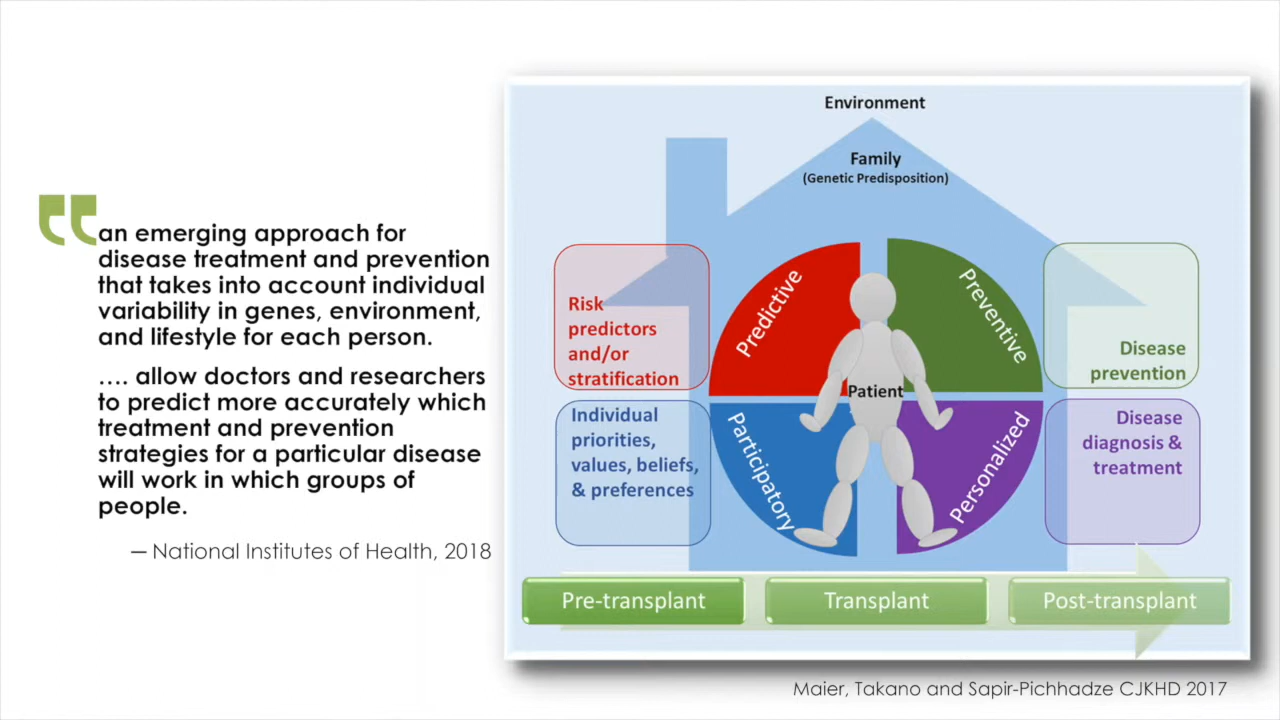 an emerging approach for
disease treatment and prevention
that takes into account individual
variability in genes, environment,
and lifestyle for each person.
…. allow doctors and researchers
to predict more accurately which
treatment and prevention
strategies for a particular disease
will work in which groups of
people.
— National Institutes of Health, 2018
Environment
Family
(Genetic Predisposition)
Risk
predictors
and/or
stratification
Predictive
Preventive
Disease
prevention
Patient
Individual
priorities,
values, beliefs,
& preferences
Participatory
Personalized
Disease
diagnosis &
treatment
Pre-transplant
Transplant
Post-transplant
Maier, Takano and Sapir-Pichhadze CJKHD 2017